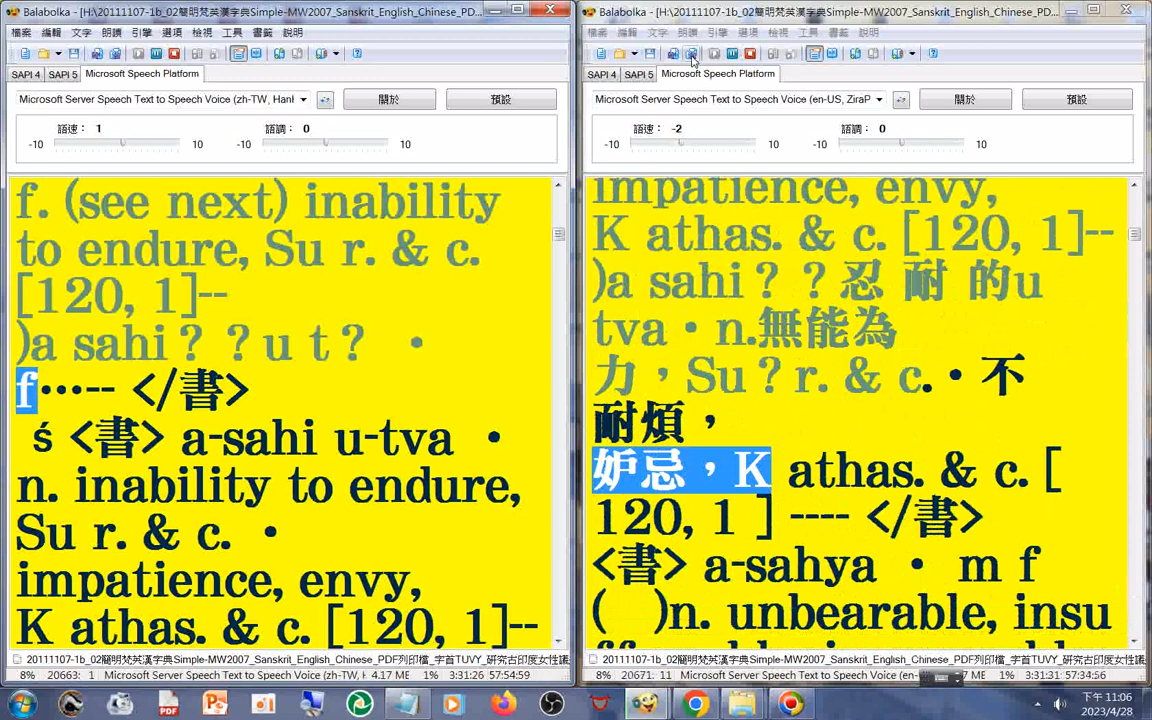 Balabolka - [H:\20111107-1b_02簡明梵英漢字典Simple-MW2007_Sanskrit_English_Chinese_PD...
檔案 編輯 文字 朗讀 引擎 選項 檢視 工具 書籤 說明
SAPI 4 SAPI 5 Microsoft Speech Platform
Microsoft Server Speech Text to Speech Voice (zh-TW, Hanl
關於 預設
語速： 1 語調： 0
-10 10 -10 10
f. (see next) inability
to endure, Su r. & c.
[120, 1]--
)a sahi？？u t？ •
f…-- </書>
ś <書> a-sahi u-tva •
n. inability to endure,
Su r. & c. •
impatience, envy,
K athas. & c. [120, 1]--
20111107-1b_02簡明梵英漢字典Simple-MW2007_Sanskrit_English_Chinese_PDF列印檔_字首TUVY_研究古印度女性議
8% 20663: 1 Modified 4.17 ME 1% 3:31:26 57:54:59 Microsoft Server Speech Text to Speech Voice (zh-TW, H
Balabolka - [H:\20111107-1b_02簡明梵英漢字典Simple-MW2007_Sanskrit_English_Chinese_PD...
檔案 編輯 文字 朗讀 引擎 選項 檢視 工具 書籤 說明
SAPI 4 SAPI 5 Microsoft Speech Platform
Microsoft Server Speech Text to Speech Voice (en-US, ZiraP
關於 預設
語速： -2 語調： 0
-10 10 -10 10
impatience, envy,
K athas. & c. [120, 1]--
)a sahi？？忍 耐 的u
tva • n.無能為
力，Su？r. & c. • 不
耐煩，
妒忌，K athas. & c. [
120, 1 ] ---- </書>
<書> a-sahya • m f
( )n. unbearable, insu
20111107-1b_02簡明梵英漢字典Simple-MW2007_Sanskrit_English_Chinese_PDF列印檔_字首TUVY_研究古印度女性議
8% 20671: 11 Microsoft Server Speech Text to Speech Voice 1% 3:31:31 57:34:56
下午 11:06
2023/4/28